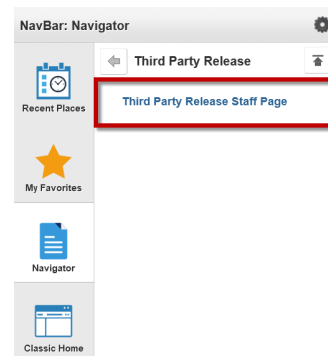 NavBar: Navigator
Third Party Release
Recent Places
Third Party Release Staff Page
My Favorites
Navigator
Classic Home